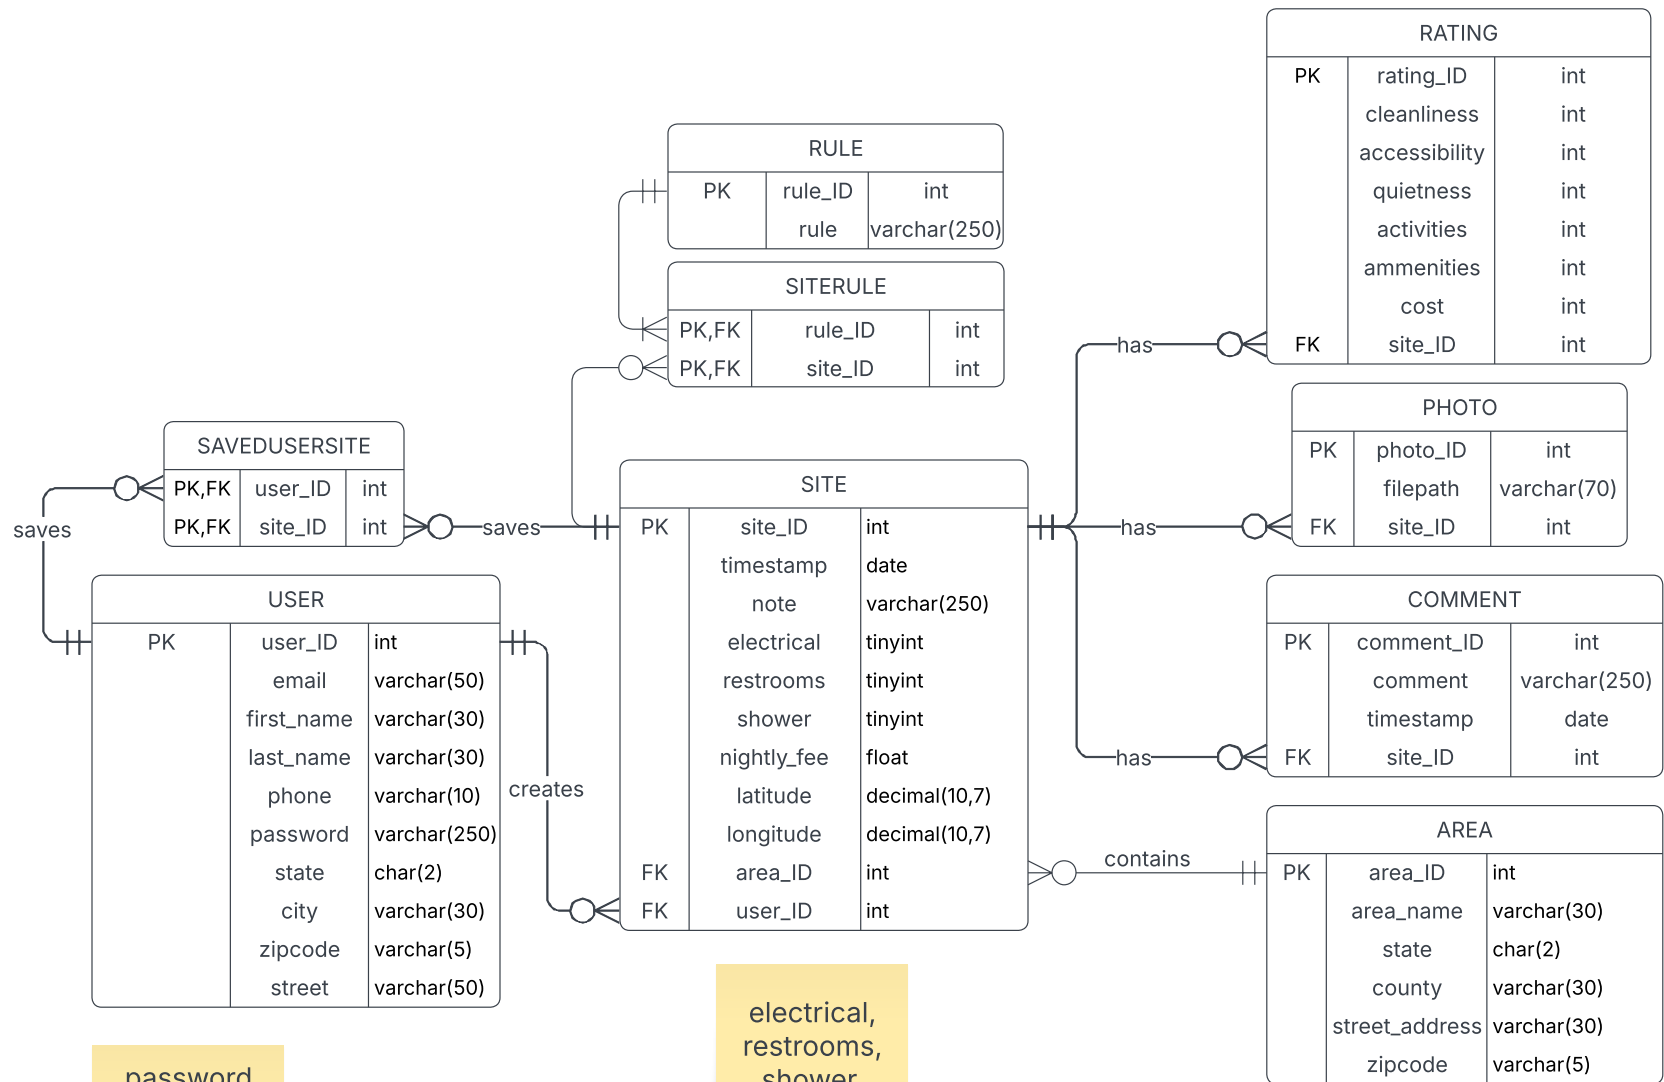 RATING
PK rating_ID int
cleanliness int
accessibility int
quietness int
activities int
ammenities int
cost int
FK site_ID int
RULE
PK rule_ID int
rule varchar(250)
SITERULE
PK,FK rule_ID int
PK,FK site_ID int
has
PHOTO
PK photo_ID int
filepath varchar(70)
FK site_ID int
has
SAVEDUSERSITE
PK,FK user_ID int
PK,FK site_ID int
saves
saves
SITE
PK site_ID int
timestamp date
note varchar(250)
electrical tinyint
restrooms tinyint
shower tinyint
nightly_fee float
latitude decimal(10,7)
longitude decimal(10,7)
FK area_ID int
FK user_ID int
USER
PK user_ID int
email varchar(50)
first_name varchar(30)
last_name varchar(30)
phone varchar(10)
password varchar(250)
state char(2)
city varchar(30)
zipcode varchar(5)
street varchar(50)
creates
COMMENT
PK comment_ID int
comment varchar(250)
timestamp date
FK site_ID int
has
contains
AREA
PK area_ID int
area_name varchar(30)
state char(2)
county varchar(30)
street_address varchar(30)
zipcode varchar(5)
electrical,
restrooms,
shower
password